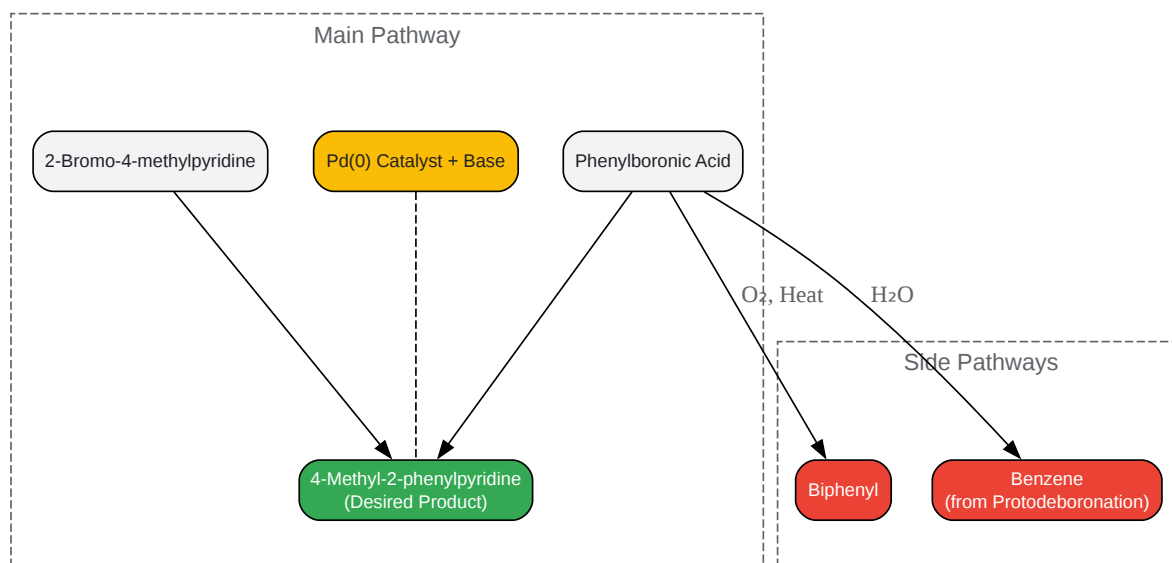 Main Pathway
2-Bromo-4-methylpyridine
Pd(0) Catalyst + Base
Phenylboronic Acid
O₂, Heat
H₂O
Side Pathways
4-Methyl-2-phenylpyridine
(Desired Product)
Biphenyl
Benzene
(from Protodeboronation)